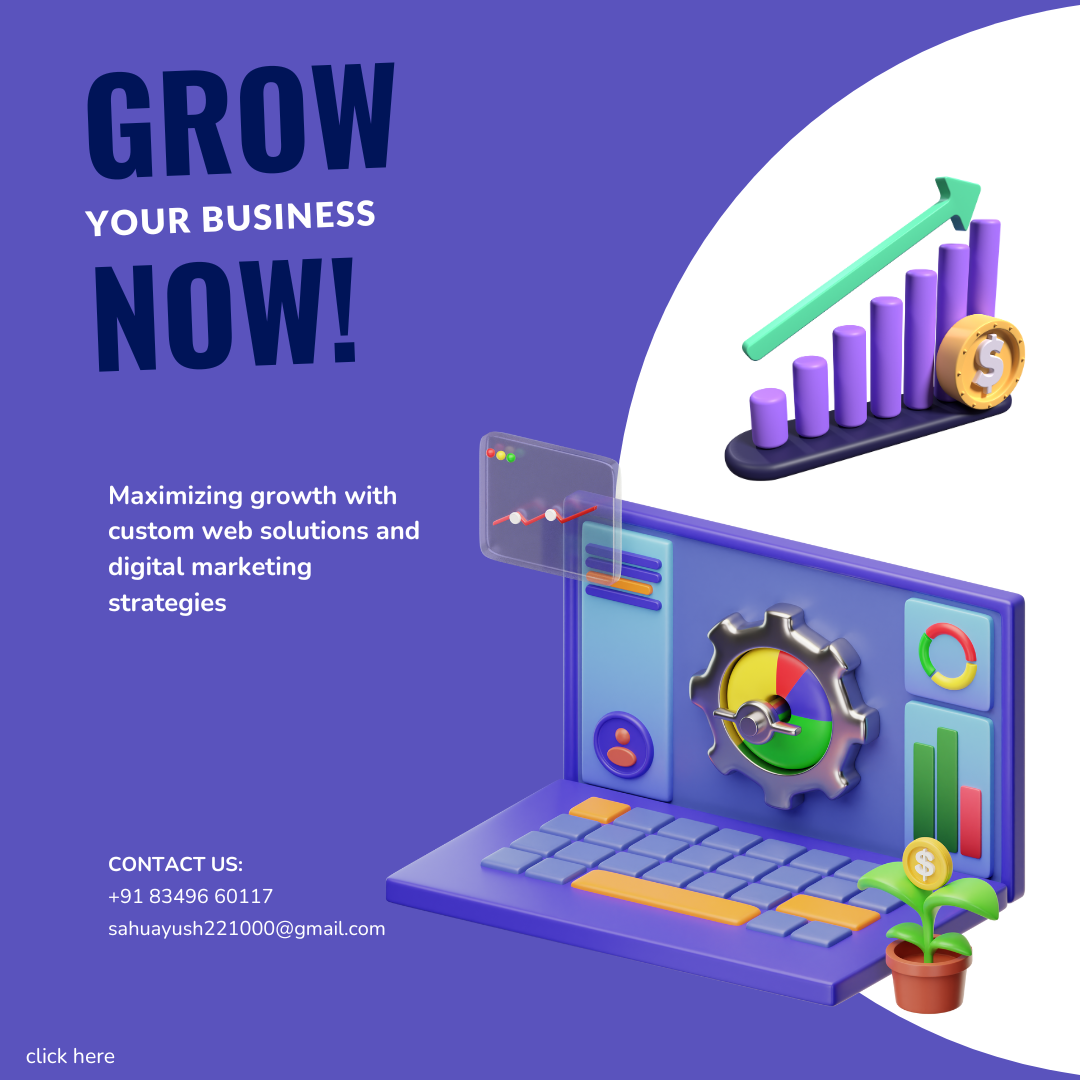 GROW
YOUR BUSINESS
NOW!
Maximizing growth with
custom web solutions and
digital marketing
strategies
CONTACT US:
+91 83496 60117
sahuayush221000@gmail.com
click here
$
$